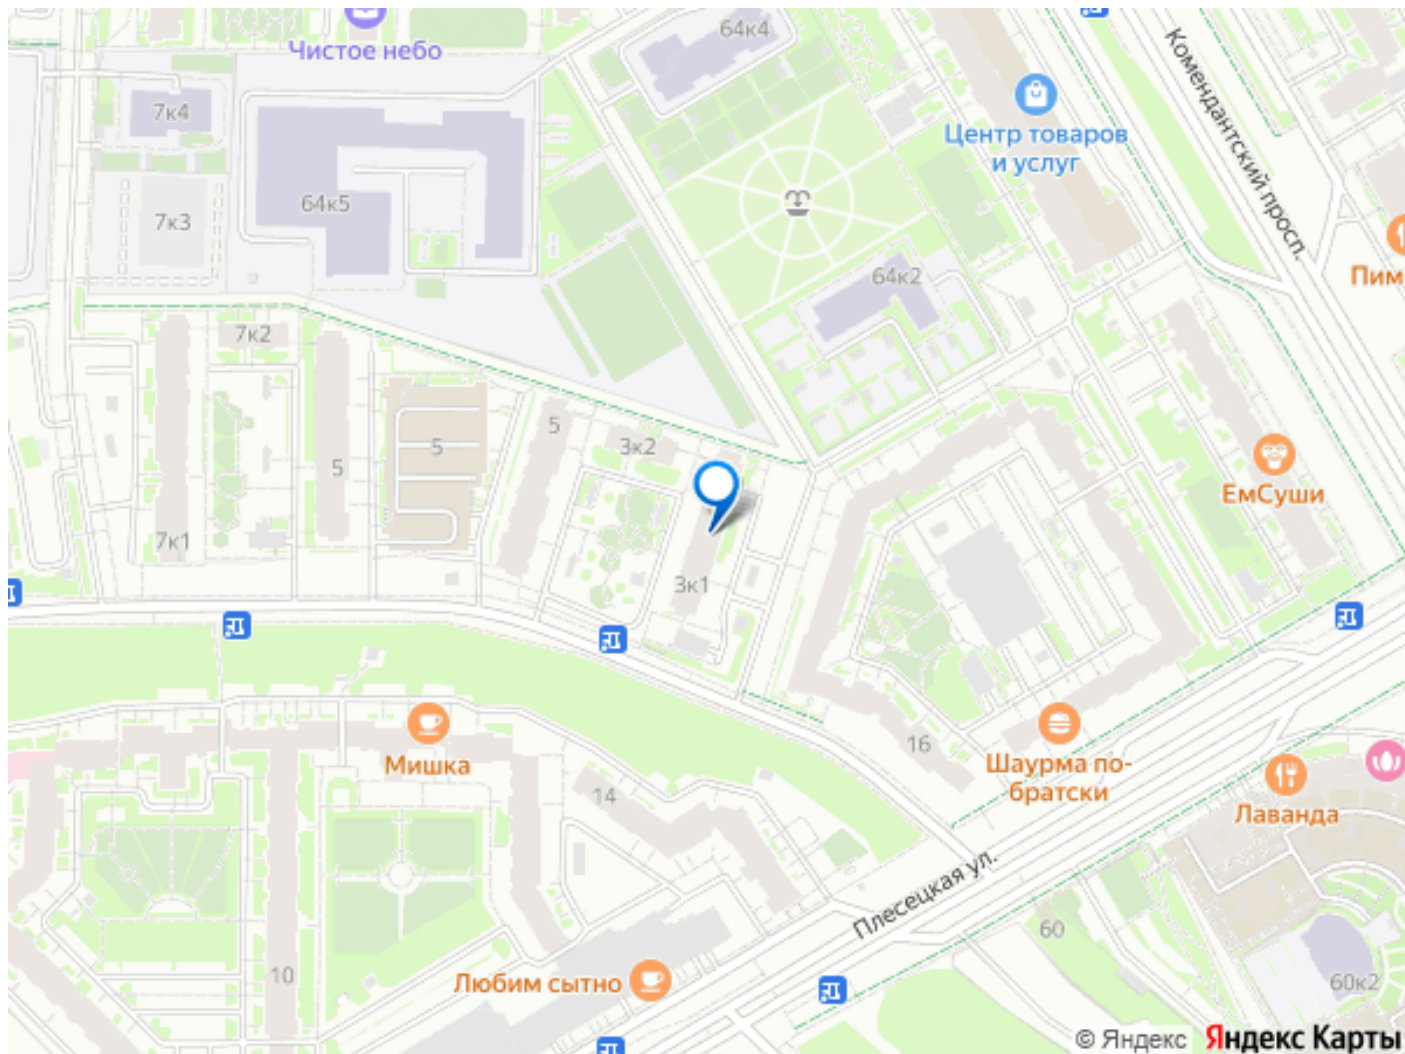 64к4
Чистое небо
Комендантский просп.
7к4
Центр товаров
и услуг
64к5
7к3
64к2
Пим
7к2
5
3к2
5
5
ЕмСуши
7к1
3к1
16
Мишка
Шаурма по-
братски
14
Лаванда
Плесецкая ул.
60
10
Любим сытно
60к2
© Яндекс Яндекс Карты